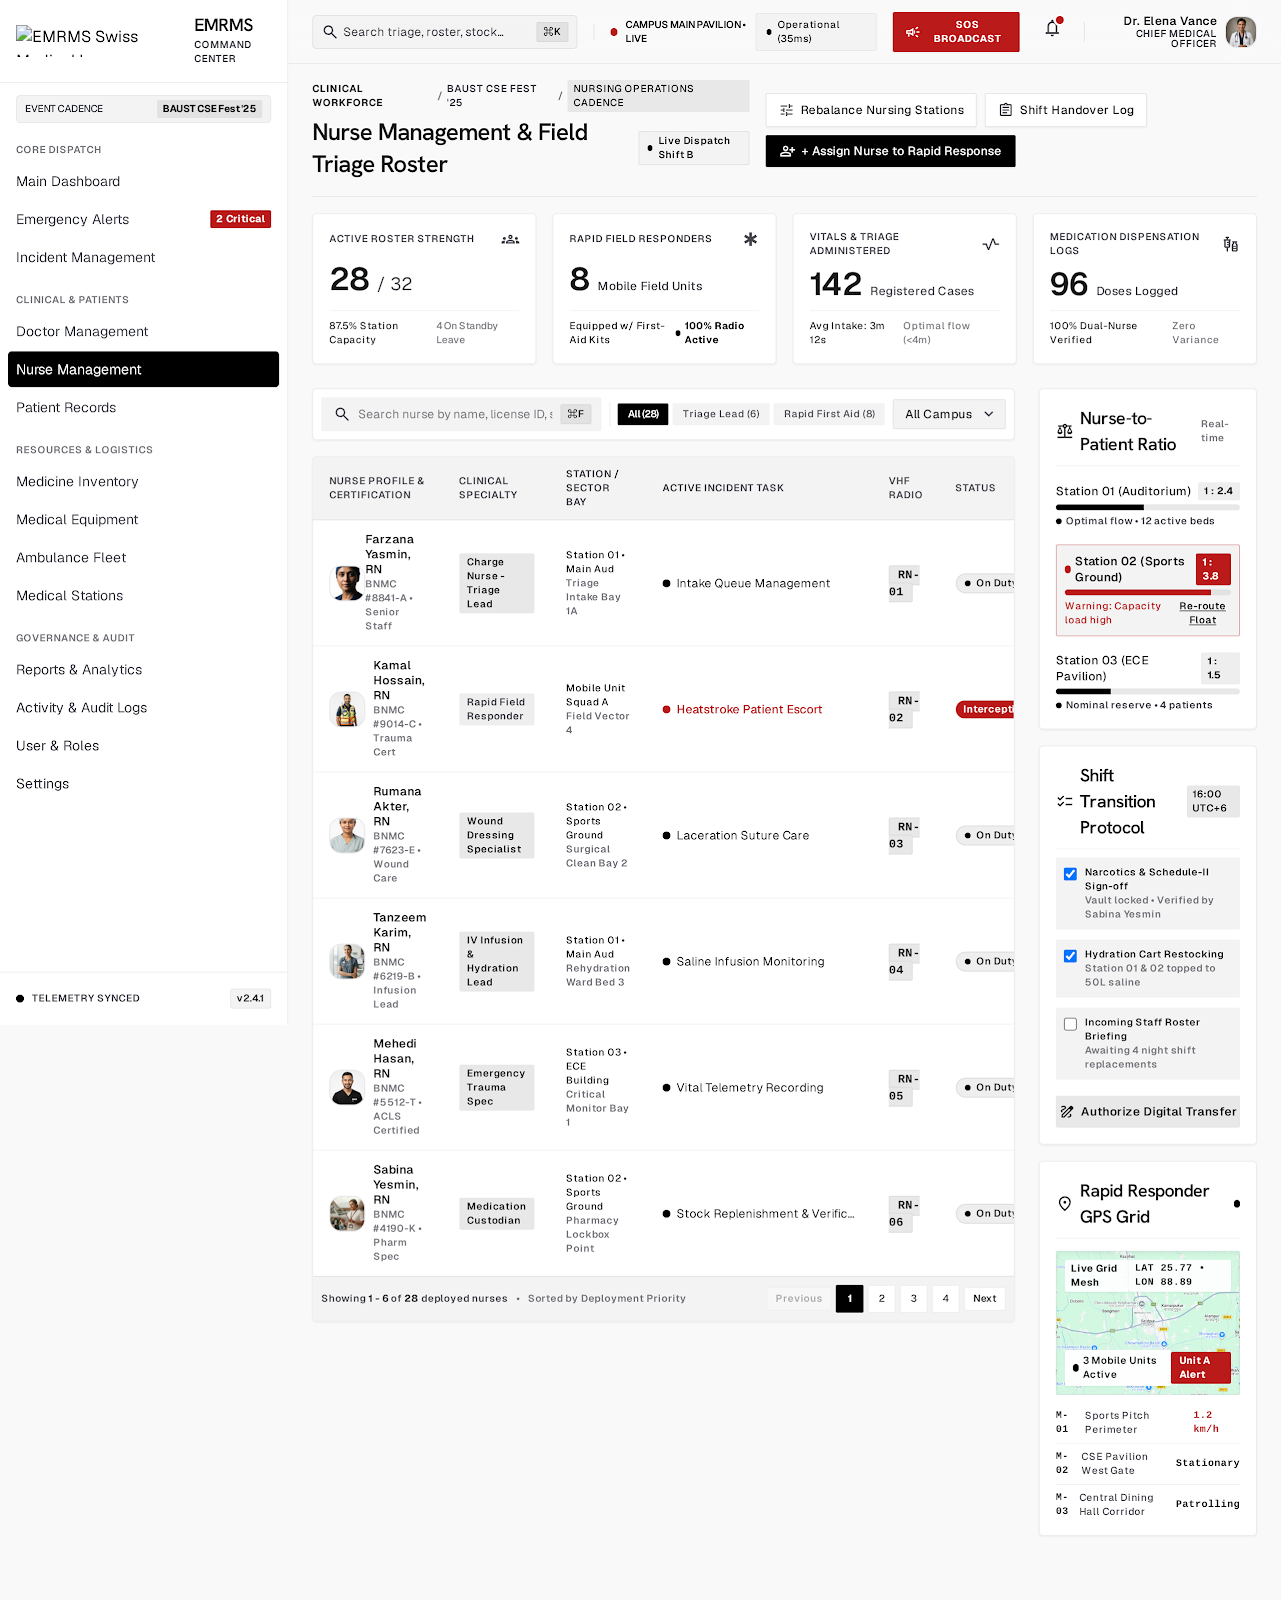 EMRMS Swiss
EMRMS
COMMAND
CENTER
EVENT CADENCE
BAUST CSE Fest '25
CORE DISPATCH
Main Dashboard
Emergency Alerts
2 Critical
Incident Management
CLINICAL & PATIENTS
Doctor Management
Nurse Management
Patient Records
RESOURCES & LOGISTICS
Medicine Inventory
Medical Equipment
Ambulance Fleet
Medical Stations
GOVERNANCE & AUDIT
Reports & Analytics
Activity & Audit Logs
User & Roles
Settings
TELEMETRY SYNCED
v2.4.1
Search triage, roster, stock...
⌘K
CAMPUS MAIN PAVILION •
LIVE
Operational
(35ms)
SOS
BROADCAST
Dr. Elena Vance
CHIEF MEDICAL
OFFICER
CLINICAL
WORKFORCE
/
BAUST CSE FEST
'25
/
NURSING OPERATIONS
CADENCE
Nurse Management & Field
Triage Roster
Live Dispatch
Shift B
Rebalance Nursing Stations
Shift Handover Log
+ Assign Nurse to Rapid Response
ACTIVE ROSTER STRENGTH
28 / 32
87.5% Station
Capacity
4 On Standby
Leave
RAPID FIELD RESPONDERS
8 Mobile Field Units
Equipped w/ First-
Aid Kits
100% Radio
Active
VITALS & TRIAGE
ADMINISTERED
142 Registered Cases
Avg Intake: 3m
12s
Optimal flow
(<4m)
MEDICATION DISPENSATION
LOGS
96 Doses Logged
100% Dual-Nurse
Verified
Zero
Variance
Search nurse by name, license ID, s
⌘F
All (28)
Triage Lead (6)
Rapid First Aid (8)
All Campus
NURSE PROFILE &
CERTIFICATION
CLINICAL
SPECIALTY
STATION /
SECTOR
BAY
ACTIVE INCIDENT TASK
VHF
RADIO
STATUS
Farzana
Yasmin,
RN
BNMC
#8841-A •
Senior
Staff
Charge
Nurse -
Triage
Lead
Station 01 •
Main Aud
Triage
Intake Bay
1A
Intake Queue Management
RN-
01
On Duty
Kamal
Hossain,
RN
BNMC
#9014-C •
Trauma
Cert
Rapid Field
Responder
Mobile Unit
Squad A
Field Vector
4
Heatstroke Patient Escort
RN-
02
Intercepti
Rumana
Akter,
RN
BNMC
#7623-E •
Wound
Care
Wound
Dressing
Specialist
Station 02 •
Sports
Ground
Surgical
Clean Bay 2
Laceration Suture Care
RN-
03
On Duty
Tanzeem
Karim,
RN
BNMC
#6219-B •
Infusion
Lead
IV Infusion
&
Hydration
Lead
Station 01 •
Main Aud
Rehydration
Ward Bed 3
Saline Infusion Monitoring
RN-
04
On Duty
Mehedi
Hasan,
RN
BNMC
#5512-T •
ACLS
Certified
Emergency
Trauma
Spec
Station 03 •
ECE
Building
Critical
Monitor Bay
1
Vital Telemetry Recording
RN-
05
On Duty
Sabina
Yesmin,
RN
BNMC
#4190-K •
Pharm
Spec
Medication
Custodian
Station 02 •
Sports
Ground
Pharmacy
Lockbox
Point
Stock Replenishment & Verific...
RN-
06
On Duty
Showing 1 - 6 of 28 deployed nurses • Sorted by Deployment Priority
Previous
1
2
3
4
Next
Nurse-to-
Patient Ratio
Real-
time
Station 01 (Auditorium)
1 : 2.4
Optimal flow • 12 active beds
Station 02 (Sports
Ground)
1 :
3.8
Warning: Capacity
load high
Re-route
Float
Station 03 (ECE
Pavilion)
1 :
1.5
Nominal reserve • 4 patients
Shift
Transition
Protocol
16:00
UTC+6
Narcotics & Schedule-II
Sign-off
Vault locked • Verified by
Sabina Yesmin
Hydration Cart Restocking
Station 01 & 02 topped to
50L saline
Incoming Staff Roster
Briefing
Awaiting 4 night shift
replacements
Authorize Digital Transfer
Rapid Responder
GPS Grid
Live Grid
Mesh
LAT 25.77 •
LON 88.89
3 Mobile Units
Active
Unit A
Alert
M-
01
Sports Pitch
Perimeter
1.2
km/h
M-
02
CSE Pavilion
West Gate
Stationary
M-
03
Central Dining
Hall Corridor
Patrolling